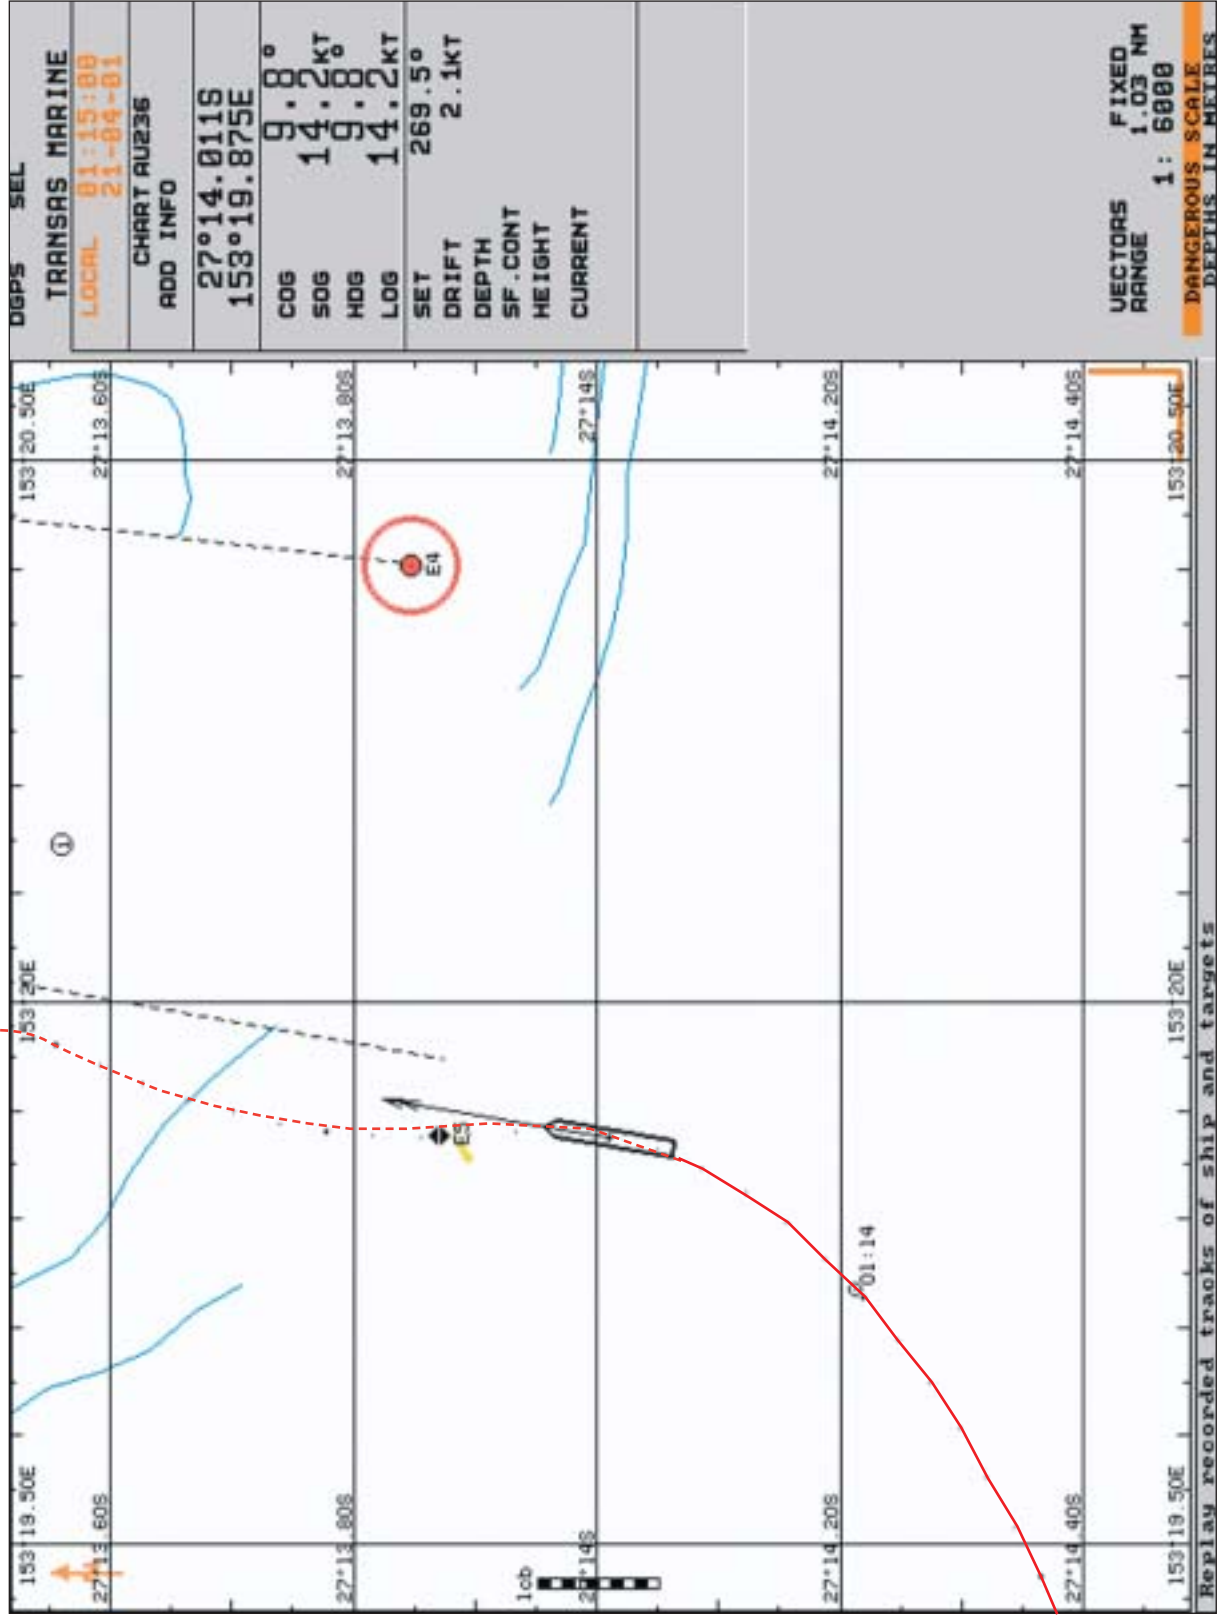 DGPS SEL
TRANSAS MARINE
LOCAL 01:15:00
21-04-01
CHART AU236
ADD INFO
27°14.011S
153°19.875E
COG 9.8°
SOG 14.2KT
HDG 9.8°
LOG 14.2KT
SET 269.5°
DRIFT 2.1KT
DEPTH
SF.CONT
HEIGHT
CURRENT
VECTORS FIXED
RANGE 1.03 NM
1: 6000
DANGEROUS SCALE
DEPTHS IN METRES
153°19.50E 153°20E 153°20.50E
27°13.60S 27°13.60S
27°13.80S 27°13.80S
E4
E5
1cb
27°14S 27°14S
27°14.20S 27°14.20S
01:14
27°14.40S 27°14.40S
153°19.50E 153°20E 153°20.50E
Replay recorded tracks of ship and targets